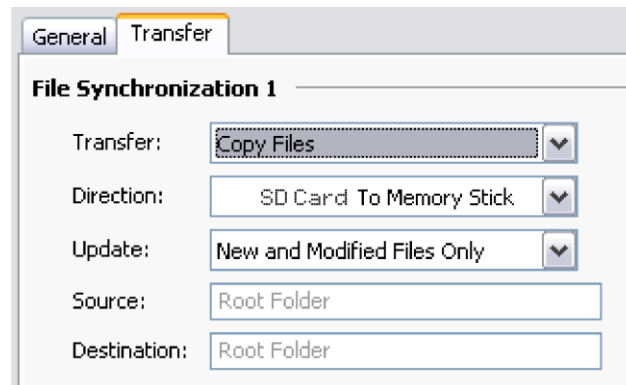 General Transfer
File Synchronization 1
Transfer: Copy Files
Direction: SD Card To Memory Stick
Update: New and Modified Files Only
Source: Root Folder
Destination: Root Folder